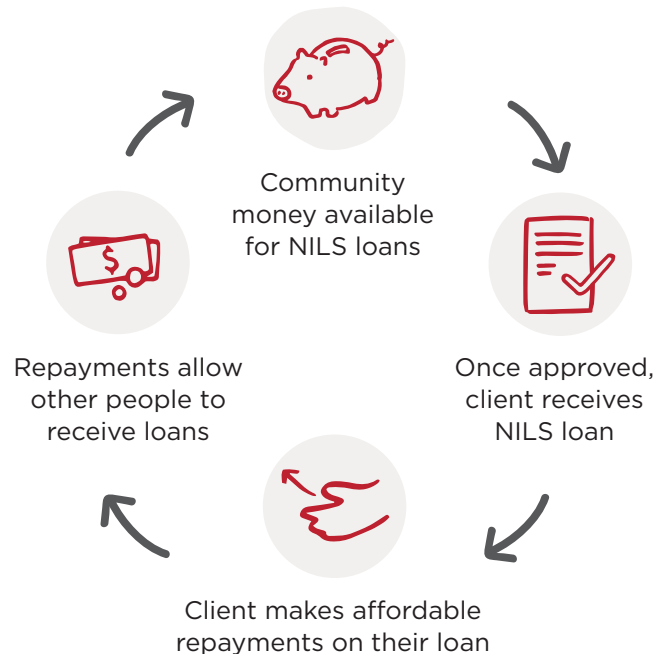 Community
money available
for NILS loans
$
Repayments allow
other people to
receive loans
Once approved,
client receives
NILS loan
Client makes affordable
repayments on their loan